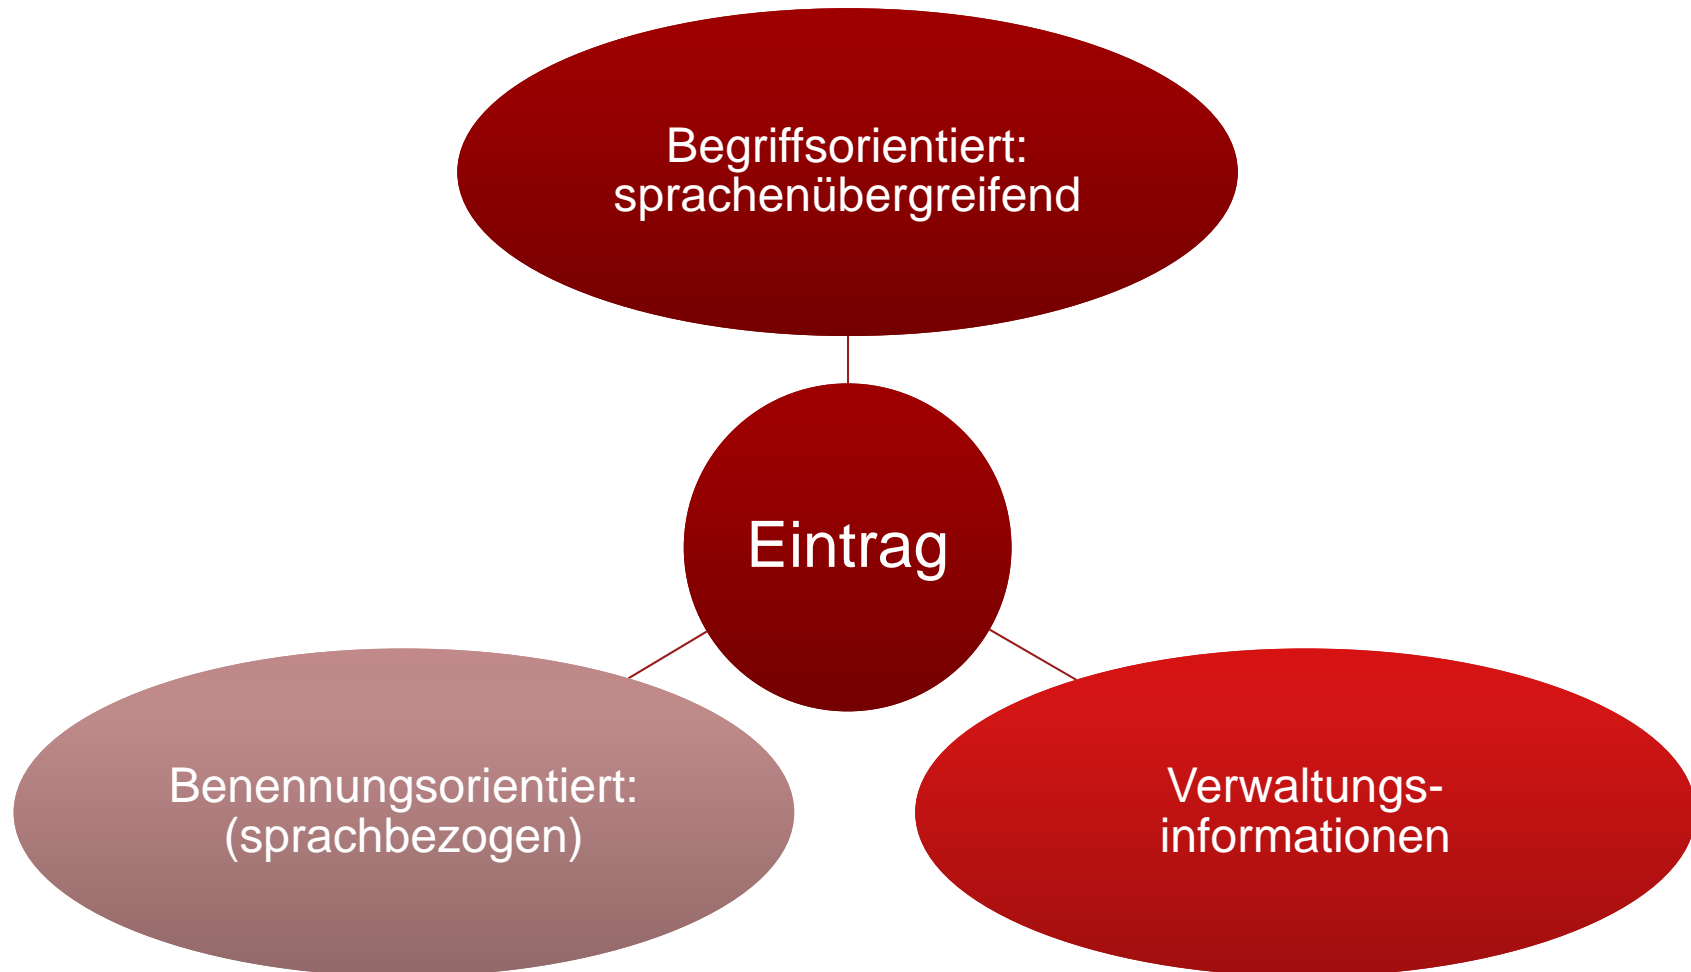 Begriffsorientiert:
sprachenübergreifend
Eintrag
Benennungsorientiert:
(sprachbezogen)
Verwaltungs-
informationen